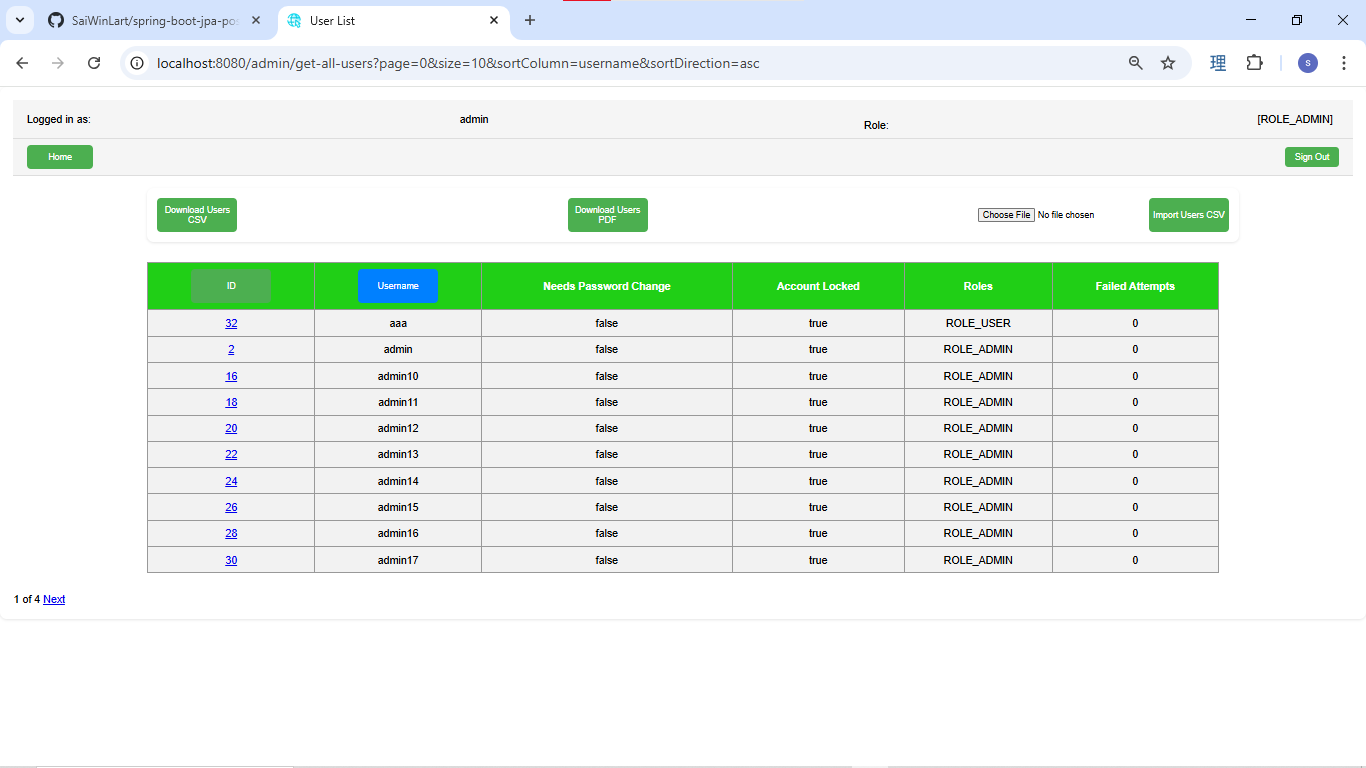 SaiWinLart/spring-boot-jpa-pos
User List
localhost:8080/admin/get-all-users?page=0&size=10&sortColumn=username&sortDirection=asc
理
S
Logged in as: admin Role: [ROLE_ADMIN]
Home Sign Out
Download Users
CSV
Download Users
PDF
Choose File No file chosen
Import Users CSV
ID Username Needs Password Change Account Locked Roles Failed Attempts
32 aaa false true ROLE_USER 0
2 admin false true ROLE_ADMIN 0
16 admin10 false true ROLE_ADMIN 0
18 admin11 false true ROLE_ADMIN 0
20 admin12 false true ROLE_ADMIN 0
22 admin13 false true ROLE_ADMIN 0
24 admin14 false true ROLE_ADMIN 0
26 admin15 false true ROLE_ADMIN 0
28 admin16 false true ROLE_ADMIN 0
30 admin17 false true ROLE_ADMIN 0
1 of 4 Next